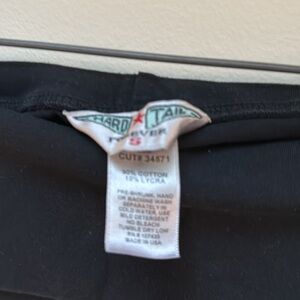 HARD TAIL
FOREVER
S
CUT# 34571
90% COTTON
10% LYCRA
PRE-SHRUNK, HAND
OR MACHINE WASH
SEPARATELY IN
COLD WATER, USE
MILD DETERGENT
NO BLEACH
TUMBLE DRY LOW
MADE IN USA